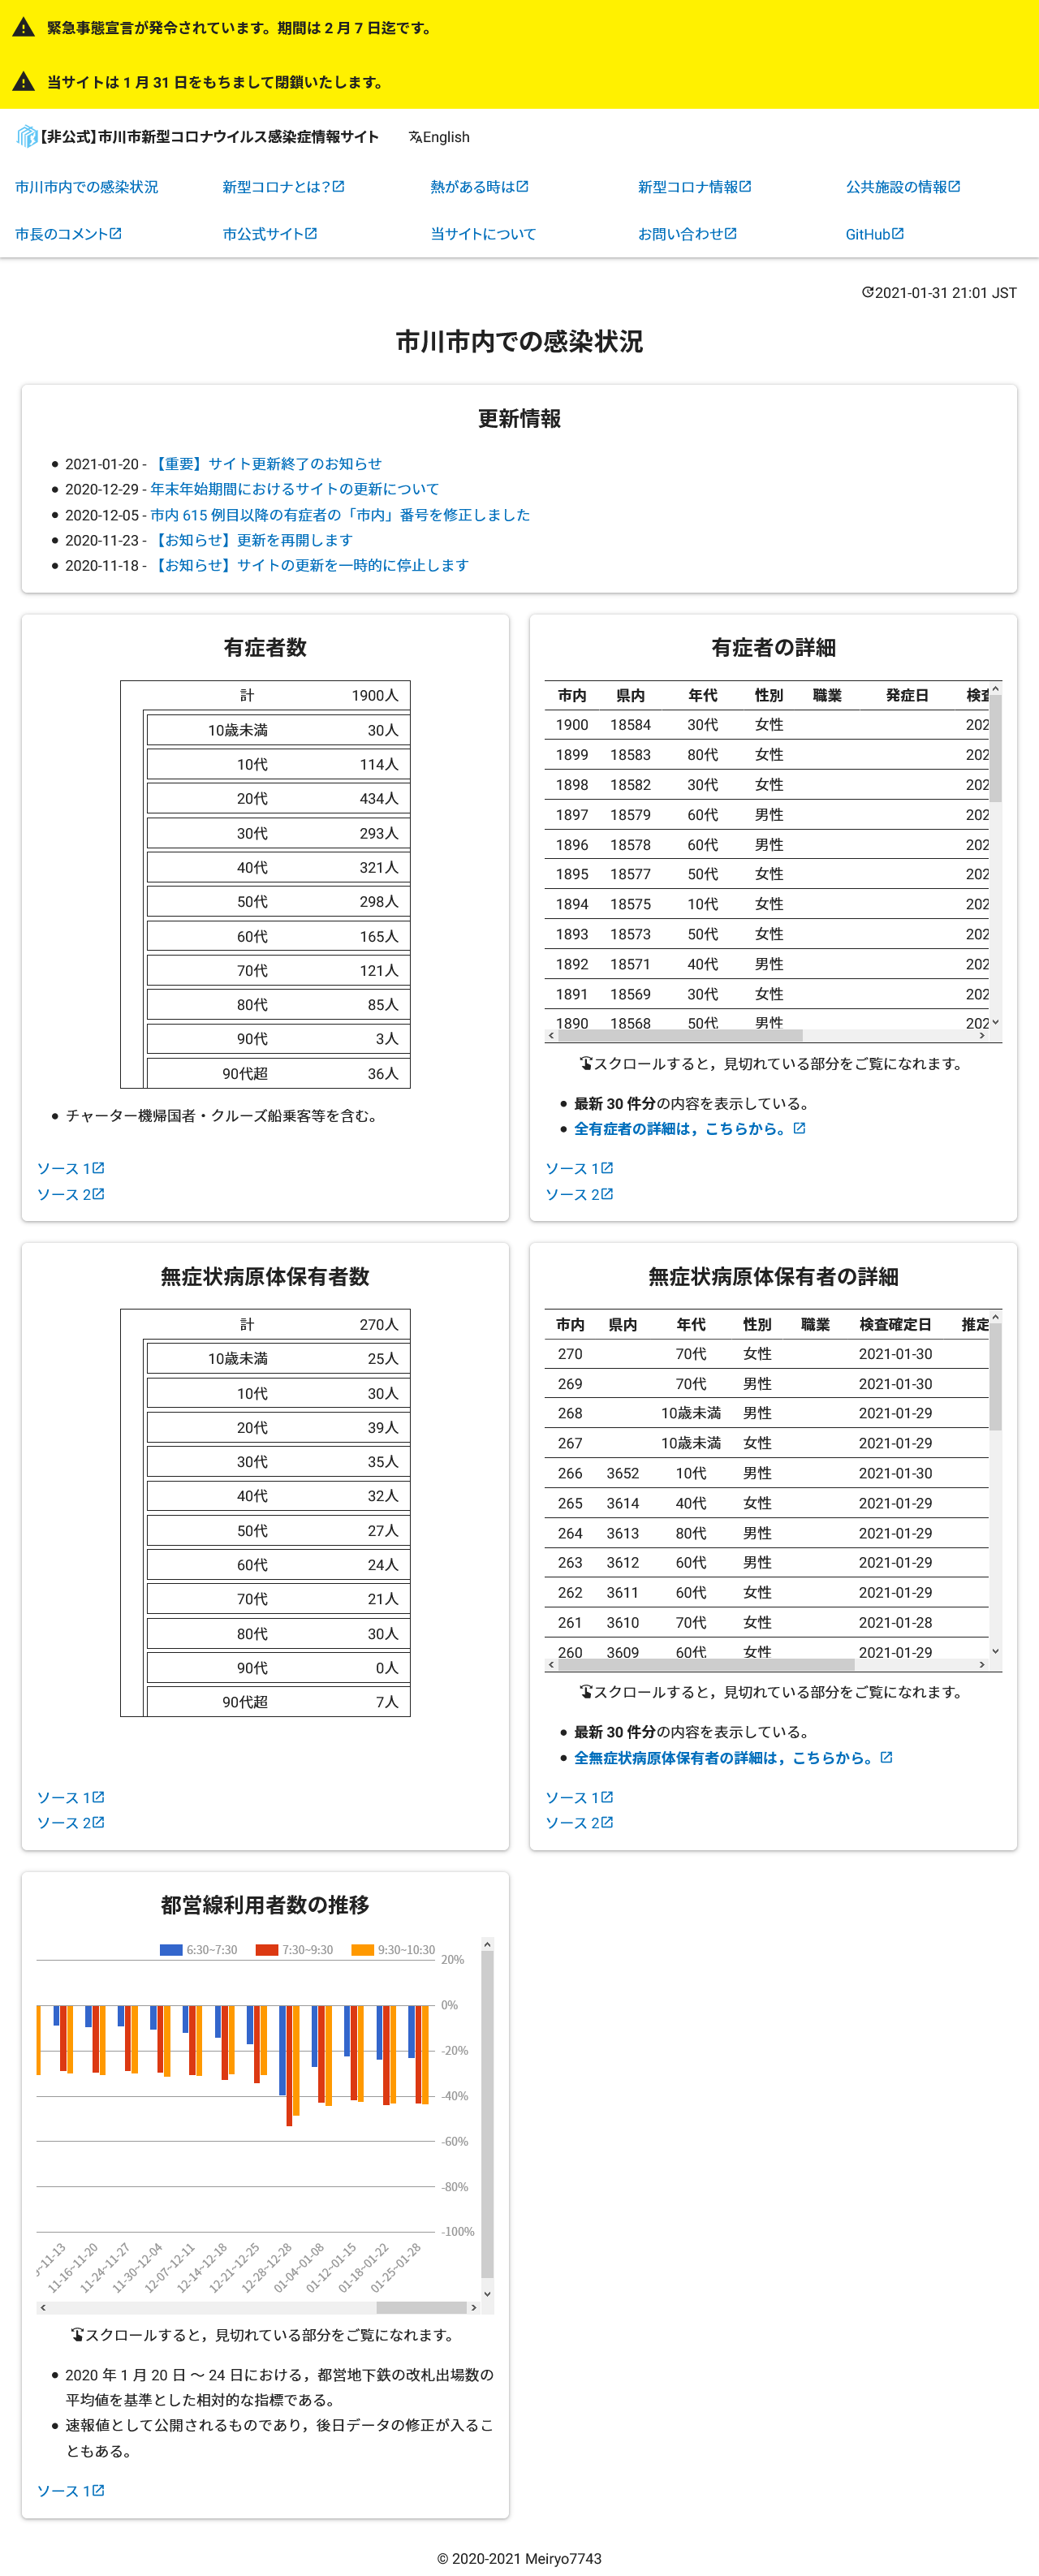 緊急事態宣言が発令されています。期間は 2 月 7 日迄です。
当サイトは 1 月 31 日をもちまして閉鎖いたします。
【非公式】市川市新型コロナウイルス感染症情報サイト English
市川市内での感染状況 新型コロナとは？ 熱がある時は 新型コロナ情報 公共施設の情報
市長のコメント 市公式サイト 当サイトについて お問い合わせ GitHub
2021-01-31 21:01 JST
市川市内での感染状況
更新情報
2021-01-20 - 【重要】サイト更新終了のお知らせ
2020-12-29 - 年末年始期間におけるサイトの更新について
2020-12-05 - 市内 615 例目以降の有症者の「市内」番号を修正しました
2020-11-23 - 【お知らせ】更新を再開します
2020-11-18 - 【お知らせ】サイトの更新を一時的に停止します
有症者数
計 1900人
10歳未満 30人
10代 114人
20代 434人
30代 293人
40代 321人
50代 298人
60代 165人
70代 121人
80代 85人
90代 3人
90代超 36人
チャーター機帰国者・クルーズ船乗客等を含む。
ソース 1
ソース 2
有症者の詳細
市内 県内 年代 性別 職業 発症日 検査
1900 18584 30代 女性 202
1899 18583 80代 女性 202
1898 18582 30代 女性 202
1897 18579 60代 男性 202
1896 18578 60代 男性 202
1895 18577 50代 女性 202
1894 18575 10代 女性 202
1893 18573 50代 女性 202
1892 18571 40代 男性 202
1891 18569 30代 女性 202
1890 18568 50代 男性 202
スクロールすると，見切れている部分をご覧になれます。
最新 30 件分の内容を表示している。
全有症者の詳細は，こちらから。
ソース 1
ソース 2
無症状病原体保有者数
計 270人
10歳未満 25人
10代 30人
20代 39人
30代 35人
40代 32人
50代 27人
60代 24人
70代 21人
80代 30人
90代 0人
90代超 7人
ソース 1
ソース 2
無症状病原体保有者の詳細
市内 県内 年代 性別 職業 検査確定日 推定
270 70代 女性 2021-01-30
269 70代 男性 2021-01-30
268 10歳未満 男性 2021-01-29
267 10歳未満 女性 2021-01-29
266 3652 10代 男性 2021-01-30
265 3614 40代 女性 2021-01-29
264 3613 80代 男性 2021-01-29
263 3612 60代 男性 2021-01-29
262 3611 60代 女性 2021-01-29
261 3610 70代 女性 2021-01-28
260 3609 60代 女性 2021-01-29
スクロールすると，見切れている部分をご覧になれます。
最新 30 件分の内容を表示している。
全無症状病原体保有者の詳細は，こちらから。
ソース 1
ソース 2
都営線利用者数の推移
6:30~7:30 7:30~9:30 9:30~10:30
20%
0%
-20%
-40%
-60%
-80%
-100%
~11-13
11-16~11-20
11-24~11-27
11-30~12-04
12-07~12-11
12-14~12-18
12-21~12-25
12-28~12-28
01-04~01-08
01-12~01-15
01-18~01-22
01-25~01-28
スクロールすると，見切れている部分をご覧になれます。
2020 年 1 月 20 日 〜 24 日における，都営地下鉄の改札出場数の
平均値を基準とした相対的な指標である。
速報値として公開されるものであり，後日データの修正が入るこ
ともある。
ソース 1
© 2020-2021 Meiryo7743